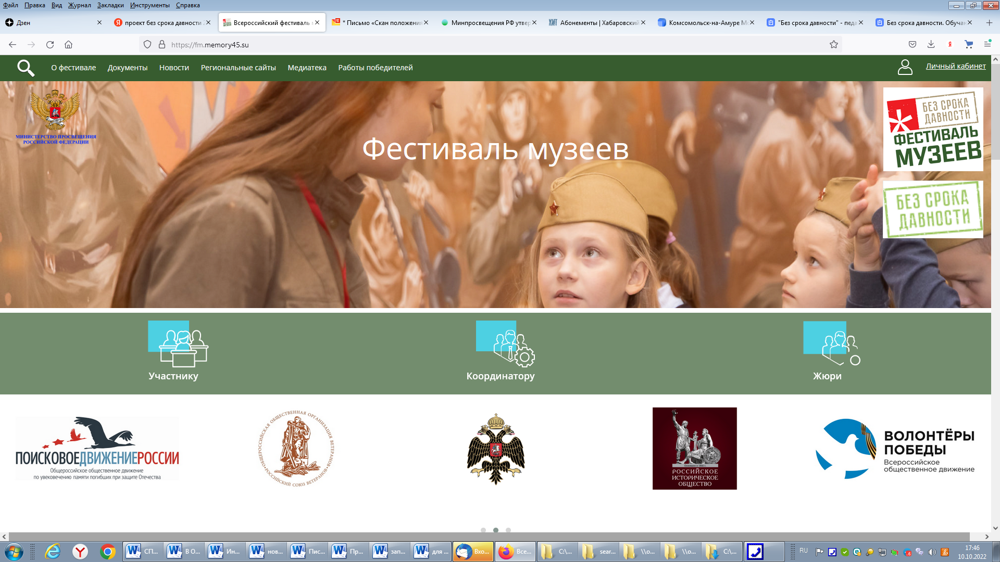 Файл Правка Вид Журнал Закладки Инструменты Справка
Дзен
проект без срока давности
Всероссийский фестиваль
* Письмо «Скан положения
Минпросвещения РФ утвер
Абонементы | Хабаровский
Комсомольск-на-Амуре
"Без срока давности" - педа
Без срока давности. Обучан
https://fm.memory45.su
О фестивале Документы Новости Региональные сайты Медиатека Работы победителей
Личный кабинет
МИНИСТЕРСТВО ПРОСВЕЩЕНИЯ
РОССИЙСКОЙ ФЕДЕРАЦИИ
Фестиваль музеев
БЕЗ СРОКА
ДАВНОСТИ
ФЕСТИВАЛЬ
МУЗЕЕВ
БЕЗ СРОКА
ДАВНОСТИ
Участнику
Координатору
Жюри
ПОИСКОВОЕДВИЖЕНИЕРОССИИ
Общероссийское общественное движение
по увековечению памяти погибших при защите Отечества
ОБЩЕРОССИЙСКАЯ ОБЩЕСТВЕННАЯ ОРГАНИЗАЦИЯ ВЕТЕРАНОВ
РОССИЙСКИЙ СОЮЗ ВЕТЕРАНОВ
РОССИЙСКОЕ
ИСТОРИЧЕСКОЕ
ОБЩЕСТВО
ВОЛОНТЁРЫ
ПОБЕДЫ
Всероссийское
общественное движение
СП... В О... Ин... нов... Пис... Пр... зап... для ... Вхо... Все... C:\... sear... \\o... \\o... C:\...
RU
17:46
10.10.2022